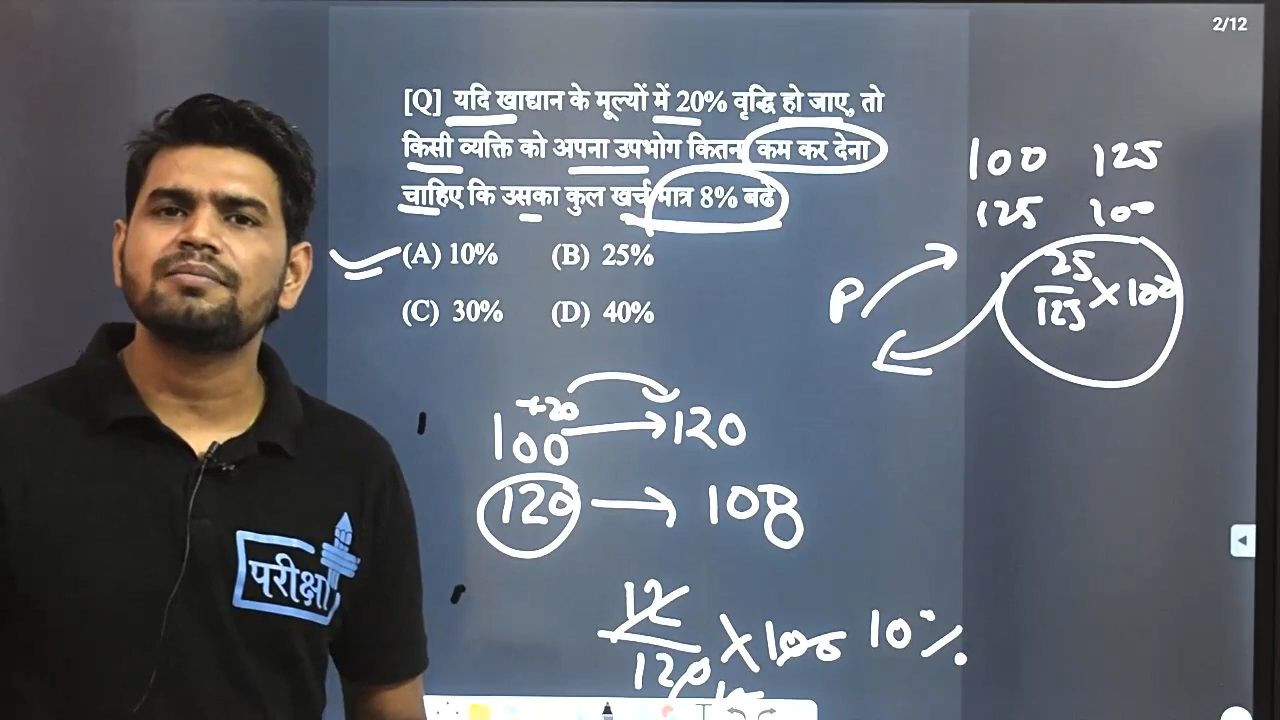 2/12
[Q] यदि खाद्यान के मूल्यों में 20% वृद्धि हो जाए, तो
किसी व्यक्ति को अपना उपभोग कितना कम कर देना
चाहिए कि उसका कुल खर्च मात्र 8% बढे
(A) 10% (B) 25%
(C) 30% (D) 40%
100 125
125 100
25
125 × 100
P
+20
100 → 120
120 → 108
12
120 × 100 10%
10
परीक्षा